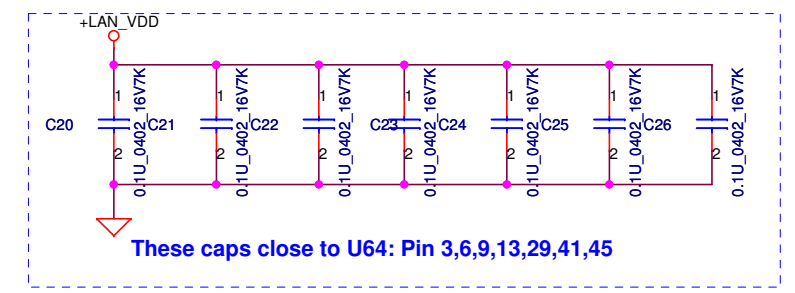 +LAN_VDD
C20
1
2
0.1U_0402_16V7K
C21
1
2
0.1U_0402_16V7K
C22
1
2
0.1U_0402_16V7K
C23
1
2
0.1U_0402_16V7K
C24
1
2
0.1U_0402_16V7K
C25
1
2
0.1U_0402_16V7K
C26
1
2
0.1U_0402_16V7K
These caps close to U64: Pin 3,6,9,13,29,41,45